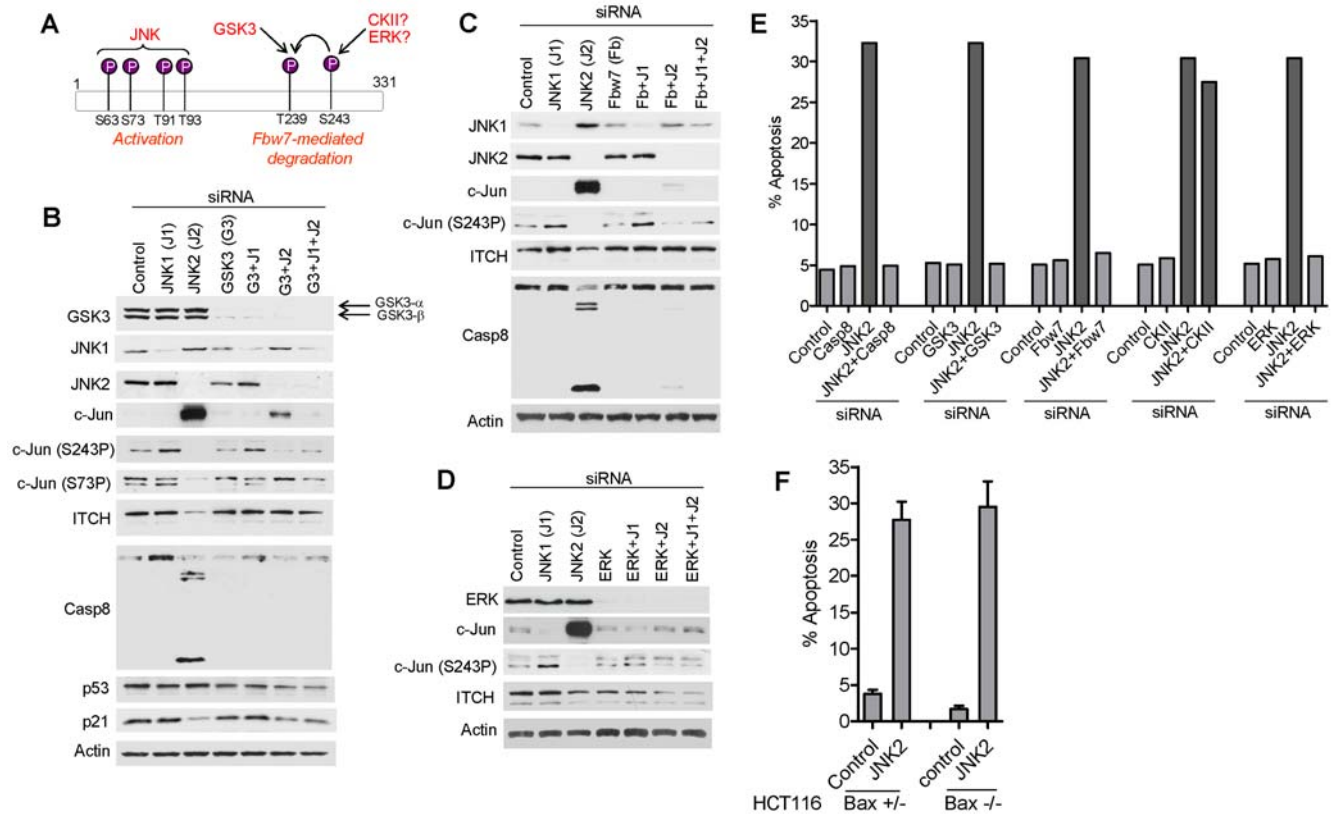 A
JNK
GSK3
CKII?
ERK?
P P P P P P
1
331
S63 S73 T91 T93 T239 S243
Activation
Fbw7-mediated
degradation
B
siRNA
Control
JNK1 (J1)
JNK2 (J2)
GSK3 (G3)
G3+J1
G3+J2
G3+J1+J2
GSK3
GSK3-α
GSK3-β
JNK1
JNK2
c-Jun
c-Jun (S243P)
c-Jun (S73P)
ITCH
Casp8
p53
p21
Actin
C
siRNA
Control
JNK1 (J1)
JNK2 (J2)
Fbw7 (Fb)
Fb+J1
Fb+J2
Fb+J1+J2
JNK1
JNK2
c-Jun
c-Jun (S243P)
ITCH
Casp8
Actin
D
siRNA
Control
JNK1 (J1)
JNK2 (J2)
ERK
ERK+J1
ERK+J2
ERK+J1+J2
ERK
c-Jun
c-Jun (S243P)
ITCH
Actin
E
% Apoptosis
35
30
25
20
15
10
5
0
Control
Casp8
JNK2
JNK2+Casp8
Control
GSK3
JNK2
JNK2+GSK3
Control
Fbw7
JNK2
JNK2+Fbw7
Control
CKII
JNK2
JNK2+CKII
Control
ERK
JNK2
JNK2+ERK
siRNA siRNA siRNA siRNA siRNA
F
% Apoptosis
35
30
25
20
15
10
5
0
Control
JNK2
control
JNK2
HCT116 Bax +/- Bax -/-